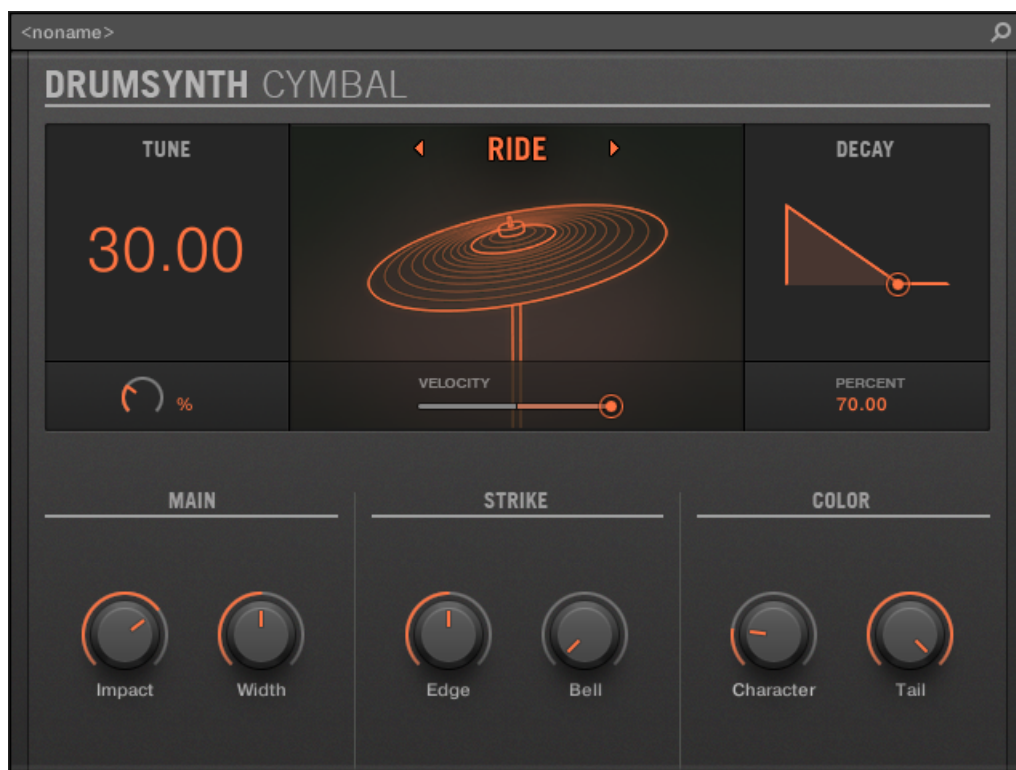 <noname>
DRUMSYNTH CYMBAL
TUNE
RIDE
DECAY
30.00
%
VELOCITY
PERCENT
70.00
MAIN
STRIKE
COLOR
Impact
Width
Edge
Bell
Character
Tail